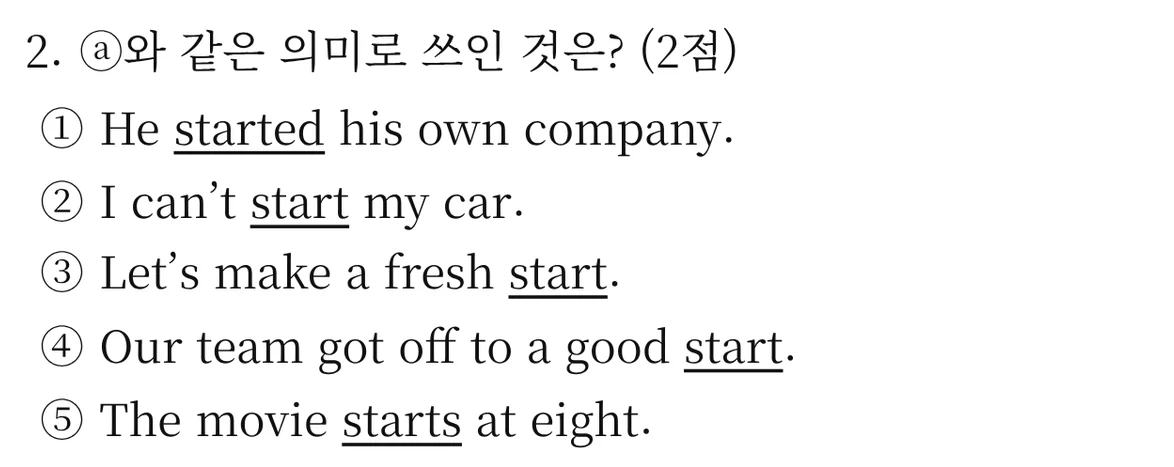 2. ⓐ와 같은 의미로 쓰인 것은? (2점)
① He started his own company.
② I can’t start my car.
③ Let’s make a fresh start.
④ Our team got off to a good start.
⑤ The movie starts at eight.